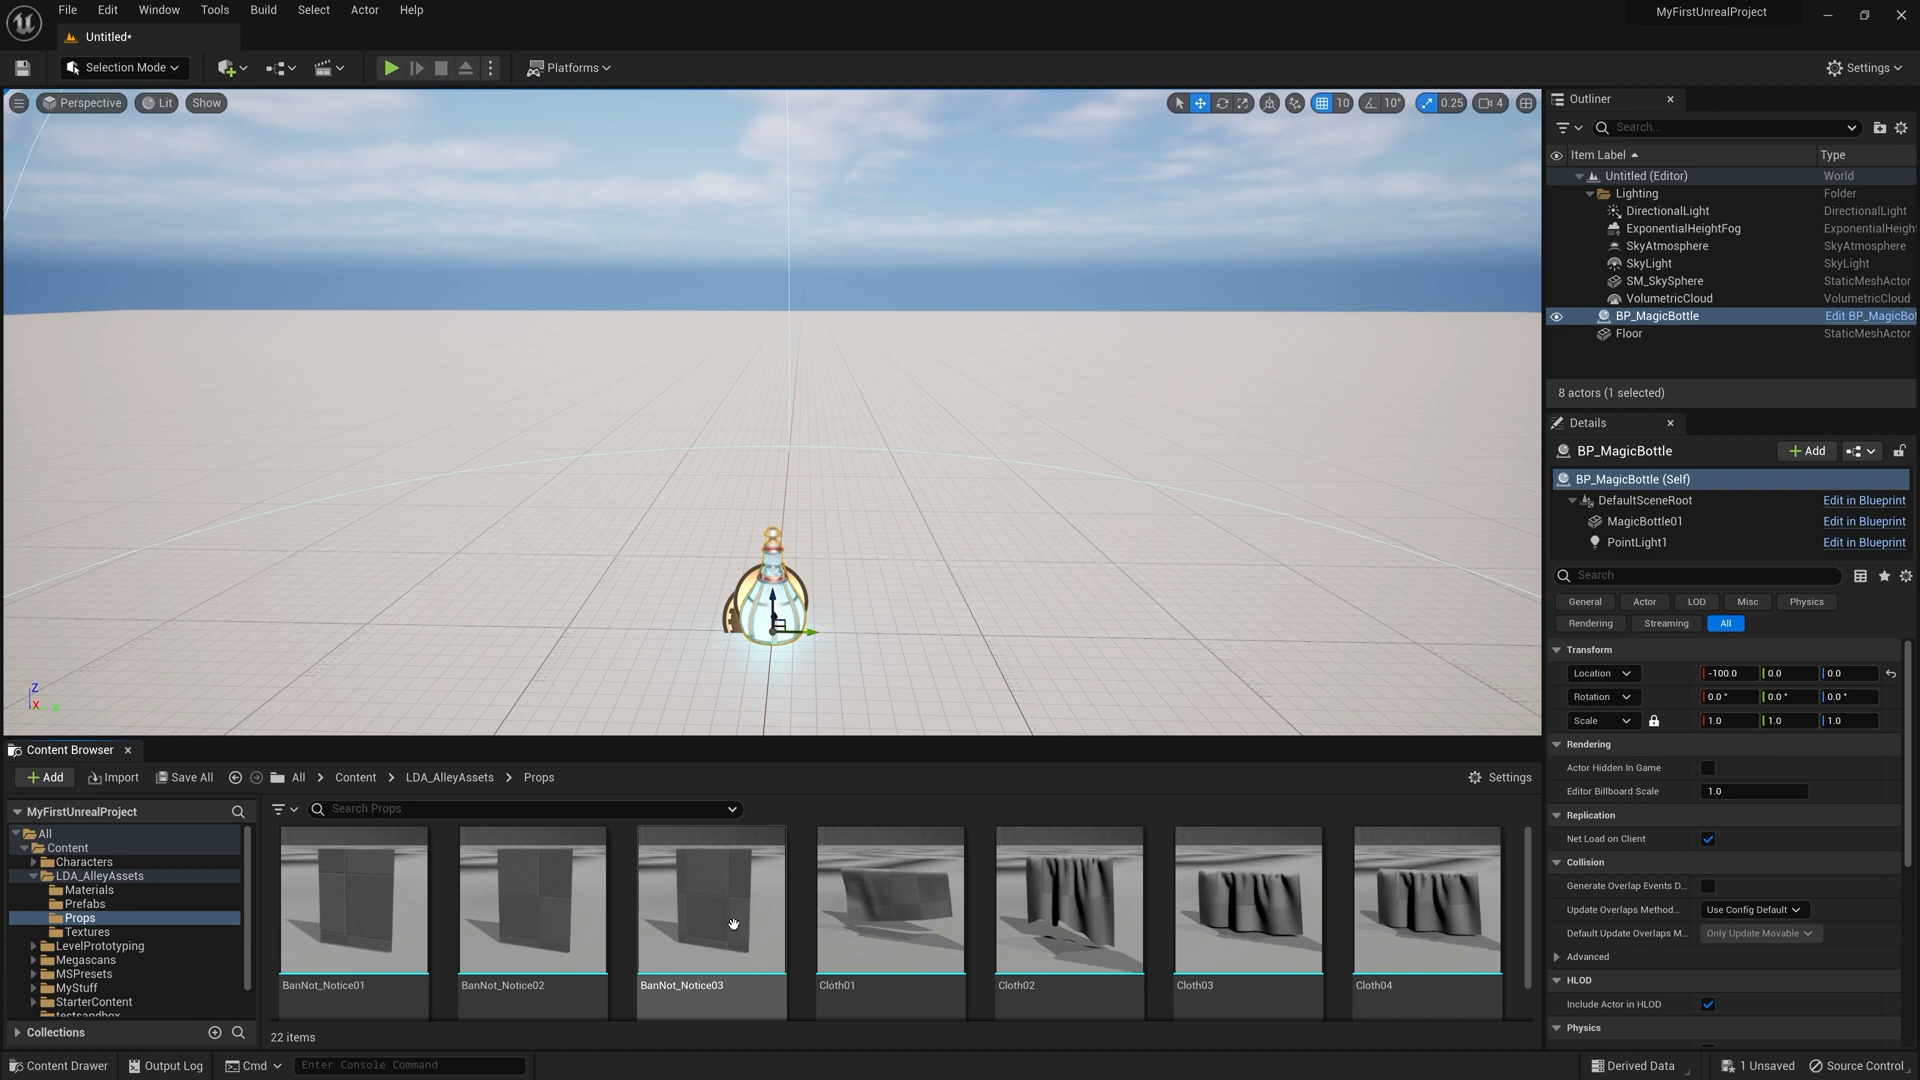 File Edit Window Tools Build Select Actor Help
MyFirstUnrealProject
Untitled*
Selection Mode
Platforms
Settings
Perspective Lit Show
10 10° 0.25 4
Outliner
Search...
Item Label Type
Untitled (Editor) World
Lighting Folder
DirectionalLight DirectionalLight
ExponentialHeightFog ExponentialHeigh
SkyAtmosphere SkyAtmosphere
SkyLight SkyLight
SM_SkySphere StaticMeshActor
VolumetricCloud VolumetricCloud
BP_MagicBottle Edit BP_MagicBot
Floor StaticMeshActor
8 actors (1 selected)
Details
BP_MagicBottle Add
BP_MagicBottle (Self)
DefaultSceneRoot Edit in Blueprint
MagicBottle01 Edit in Blueprint
PointLight1 Edit in Blueprint
Search
General Actor LOD Misc Physics
Rendering Streaming All
Transform
Location -100.0 0.0 0.0
Rotation 0.0 ° 0.0 ° 0.0 °
Scale 1.0 1.0 1.0
Rendering
Actor Hidden In Game
Editor Billboard Scale 1.0
Replication
Net Load on Client
Collision
Generate Overlap Events D...
Update Overlaps Method... Use Config Default
Default Update Overlaps M... Only Update Movable
Advanced
HLOD
Include Actor in HLOD
Physics
Z
X
Y
Content Browser
Add Import Save All All Content LDA_AlleyAssets Props Settings
MyFirstUnrealProject
Search Props
All
Content
Characters
LDA_AlleyAssets
Materials
Prefabs
Props
Textures
LevelPrototyping
Megascans
MSPresets
MyStuff
StarterContent
testsandbox
Collections
BanNot_Notice01 BanNot_Notice02 BanNot_Notice03 Cloth01 Cloth02 Cloth03 Cloth04
22 items
Content Drawer Output Log Cmd Enter Console Command Derived Data 1 Unsaved Source Control